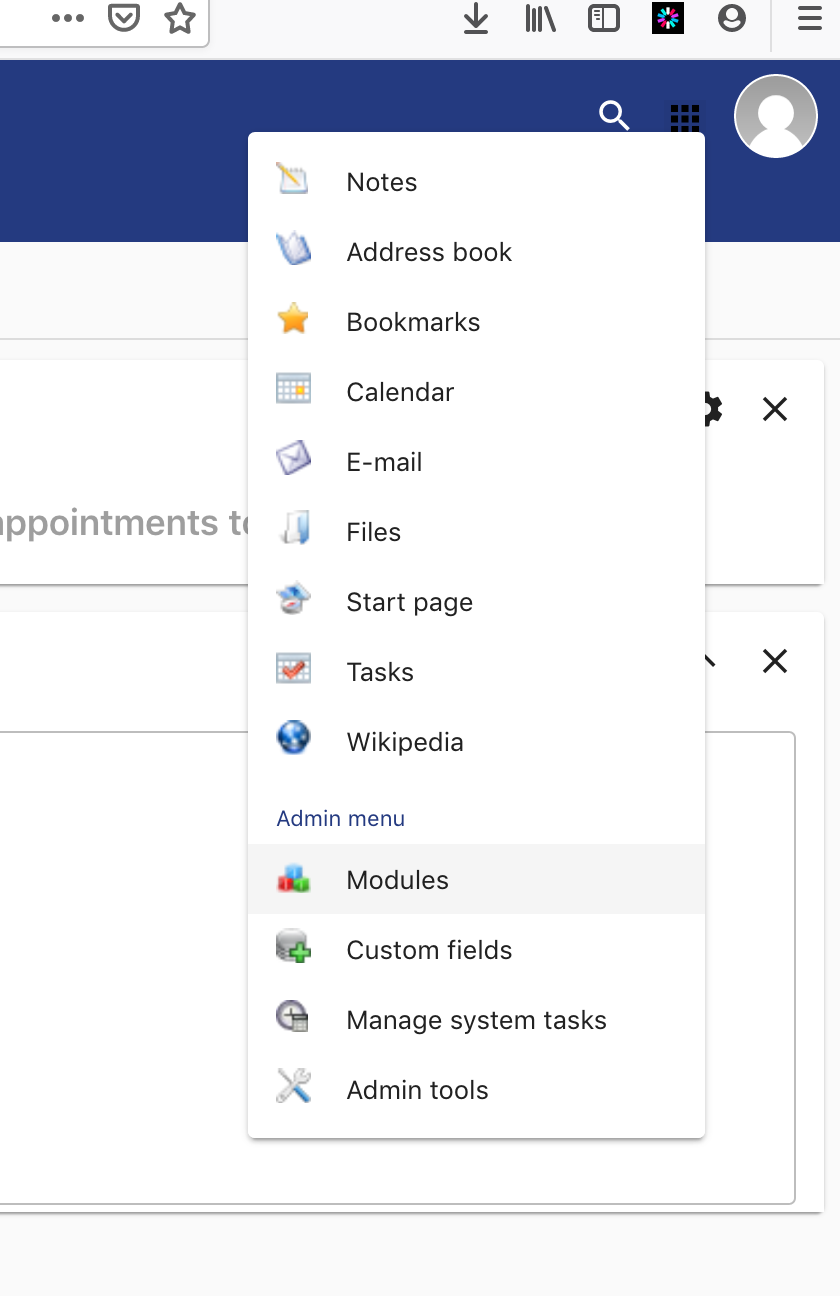 Notes
Address book
Bookmarks
Calendar
E-mail
appointments
Files
Start page
Tasks
Wikipedia
Admin menu
Modules
Custom fields
Manage system tasks
Admin tools